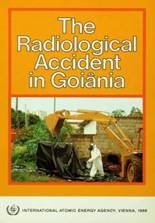 The
Radiological
Accident
in Goiânia
INTERNATIONAL ATOMIC ENERGY AGENCY, VIENNA, 1988